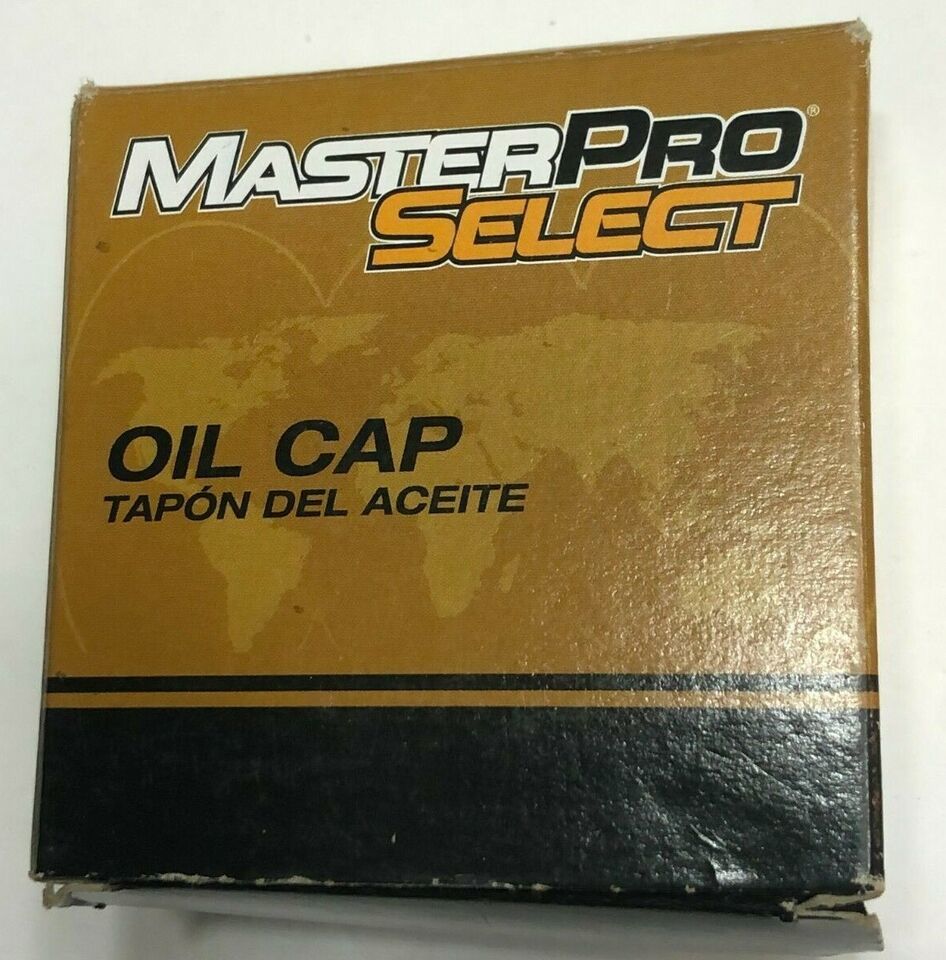 MASTERPRO®
SELECT
OIL CAP
TAPÓN DEL ACEITE